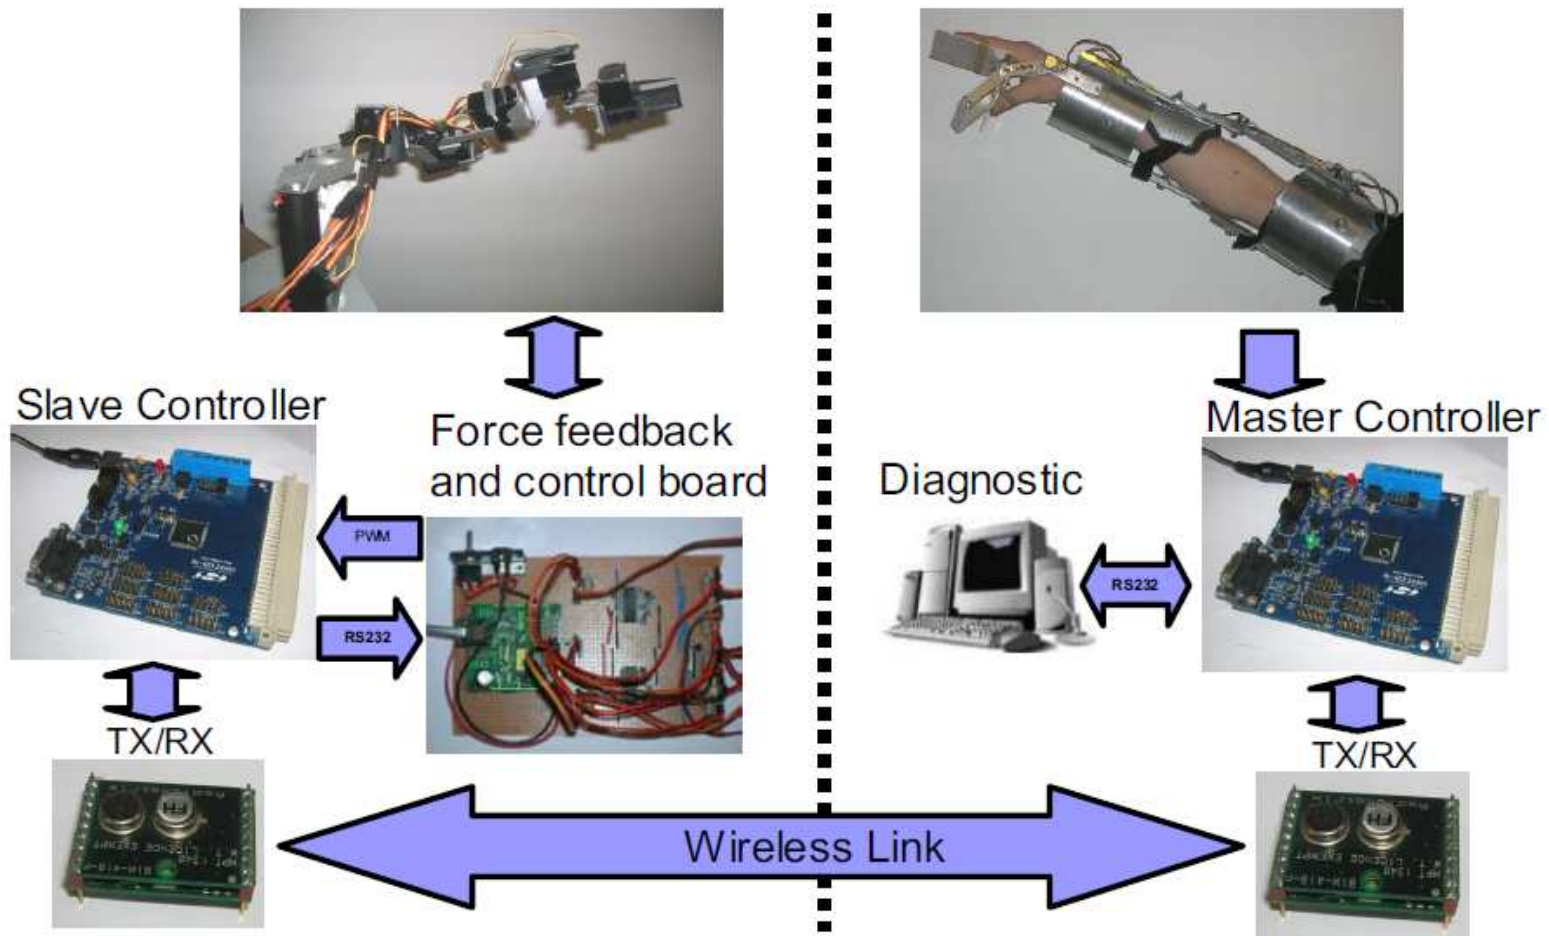 Slave Controller
Force feedback
and control board
PWM
RS232
TX/RX
Diagnostic
Master Controller
RS232
TX/RX
Wireless Link